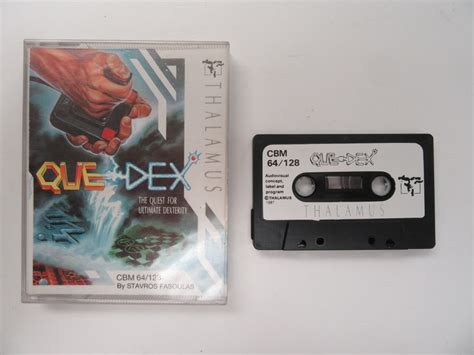 THALAMUS
QUE-DEX
THE QUEST FOR
ULTIMATE DEXTERITY
CBM 64/128
By STAVROS FASOULAS
CBM
64/128
QUE-DEX
Audiovisual
concept,
label and
program
©THALAMUS
1987
THALAMUS